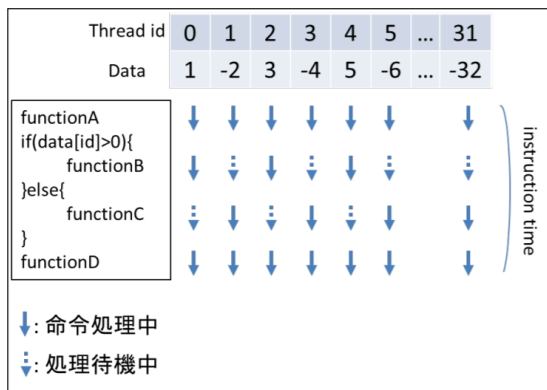 Thread id 0 1 2 3 4 5 ... 31
Data 1 -2 3 -4 5 -6 ... -32
functionA
if(data[id]>0){
functionB
}else{
functionC
}
functionD
instruction time
: 命令処理中
: 処理待機中